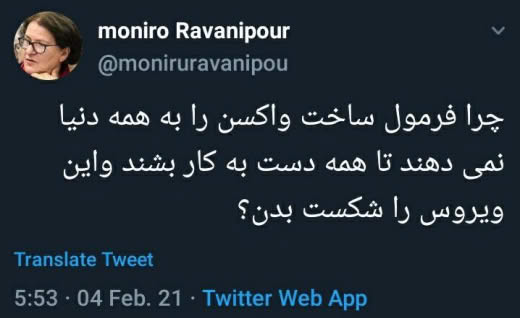 moniro Ravanipour
@moniruravanipou
چرا فرمول ساخت واکسن را به همه دنیا
نمی دهند تا همه دست به کار بشند واین
ویروس را شکست بدن؟
Translate Tweet
5:53 · 04 Feb. 21 · Twitter Web App